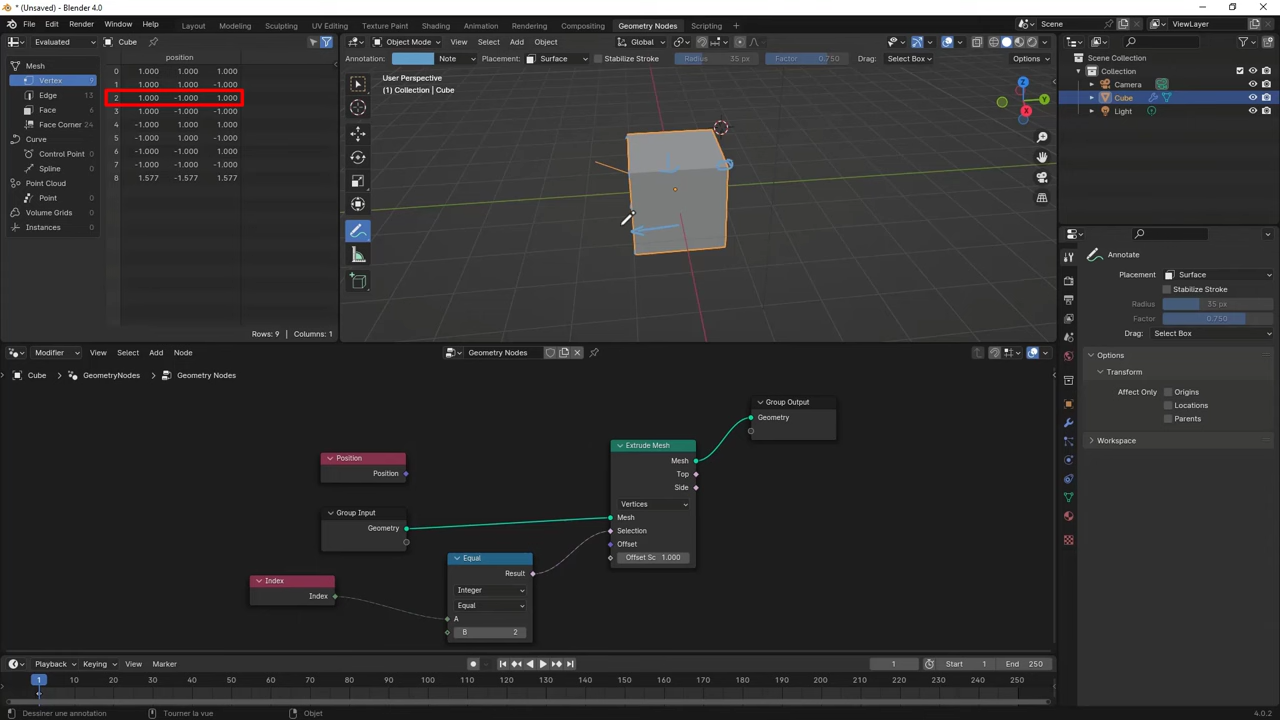 * (Unsaved) - Blender 4.0
File Edit Render Window Help Layout Modeling Sculpting UV Editing Texture Paint Shading Animation Rendering Compositing Geometry Nodes Scripting Scene ViewLayer
Evaluated Cube
Object Mode View Select Add Object Global
Annotation: Note Placement: Surface Stabilize Stroke Radius 35 px Factor 0.750 Drag: Select Box Options
position
Mesh
Vertex 9
Edge 13
Face 6
Face Corner 24
Curve
Control Point 0
Spline 0
Point Cloud
Point 0
Volume Grids 0
Instances 0
0 1.000 1.000 1.000
1 1.000 1.000 -1.000
2 1.000 -1.000 1.000
3 1.000 -1.000 -1.000
4 -1.000 1.000 1.000
5 -1.000 1.000 -1.000
6 -1.000 -1.000 1.000
7 -1.000 -1.000 -1.000
8 1.577 -1.577 1.577
Rows: 9 | Columns: 1
User Perspective
(1) Collection | Cube
Z
Y
X
Scene Collection
Collection
Camera
Cube
Light
Annotate
Placement Surface
Stabilize Stroke
Radius 35 px
Factor 0.750
Drag: Select Box
Options
Transform
Affect Only Origins
Locations
Parents
Workspace
Modifier View Select Add Node Geometry Nodes
Cube > GeometryNodes > Geometry Nodes
Group Output
Geometry
Extrude Mesh
Mesh
Top
Side
Vertices
Mesh
Selection
Offset
Offset Sc 1.000
Position
Position
Group Input
Geometry
Equal
Result
Integer
Equal
A
B 2
Index
Index
Playback Keying View Marker 1 Start 1 End 250
1 10 20 30 40 50 60 70 80 90 100 110 120 130 140 150 160 170 180 190 200 210 220 230 240 250
Dessiner une annotation Tourner la vue Objet 4.0.2